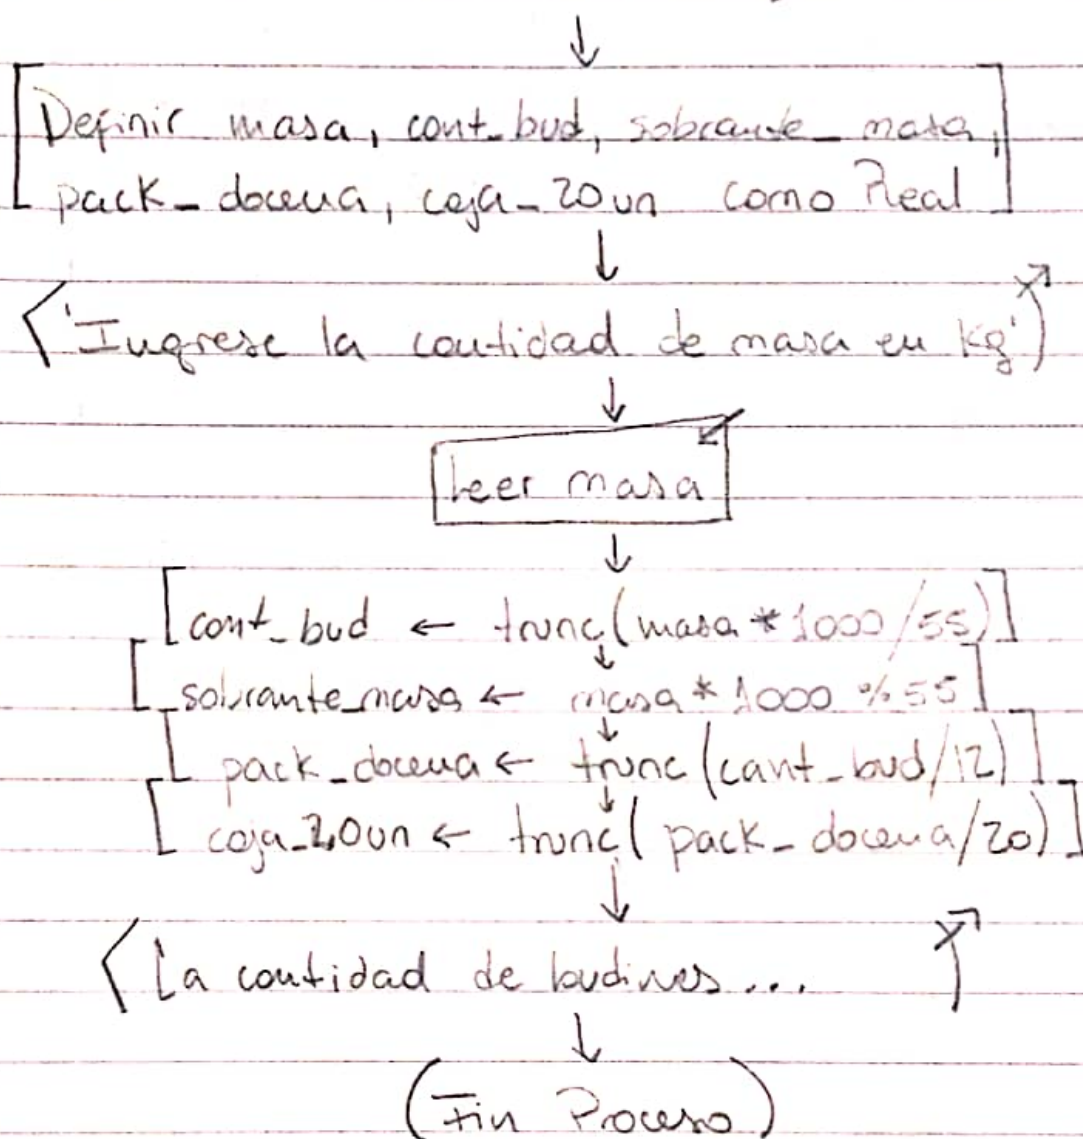 Definir masa, cant_bud, sobrante_masa,
pack_docena, caja_20un como Real
'Ingrese la cantidad de masa en Kg'
Leer masa
cant_bud ← trunc(masa * 1000/55)
sobrante_masa ← masa * 1000 % 55
pack_docena ← trunc (cant_bud/12)
caja_20un ← trunc( pack_docena/20)
La cantidad de budines...
(Fin Proceso)